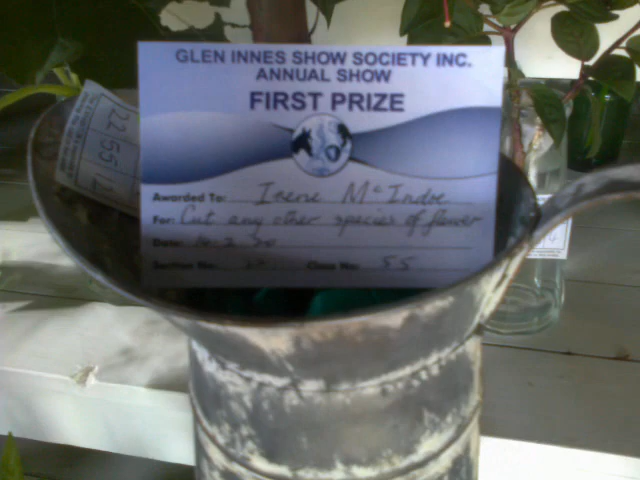 GLEN INNES SHOW SOCIETY INC.
ANNUAL SHOW
FIRST PRIZE
Awarded To: Irene McIndoe
For: Cut any other species of flower
Date:
Section No. Class No. 55
2255